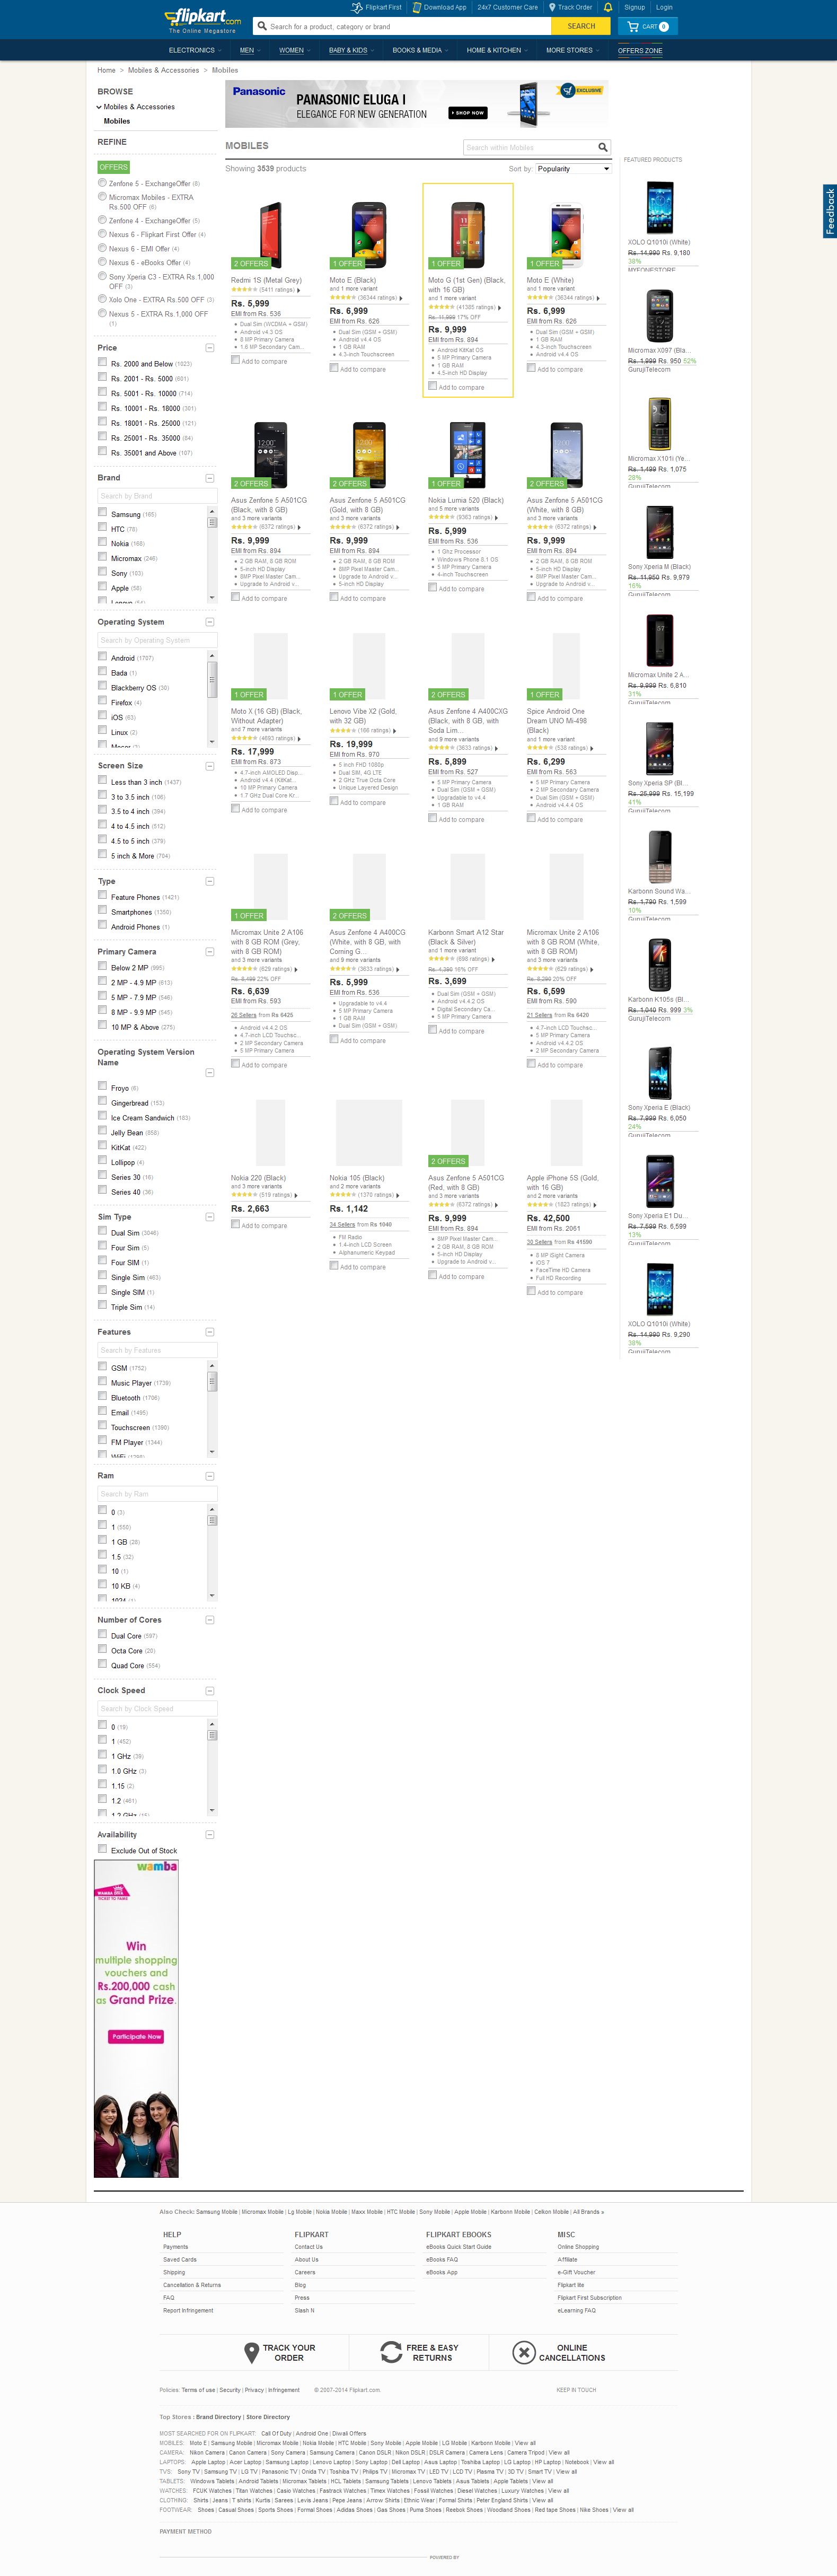 Flipkart First
Download App
24x7 Customer Care
Track Order
Signup
Login
flipkart.com
The Online Megastore
Search for a product, category or brand
SEARCH
CART 0
ELECTRONICS
MEN
WOMEN
BABY & KIDS
BOOKS & MEDIA
HOME & KITCHEN
MORE STORES
OFFERS ZONE
Home > Mobiles & Accessories > Mobiles
Feedback
BROWSE
Mobiles & Accessories
Mobiles
REFINE
OFFERS
Zenfone 5 - ExchangeOffer (8)
Micromax Mobiles - EXTRA
Rs.500 OFF (6)
Zenfone 4 - ExchangeOffer (5)
Nexus 6 - Flipkart First Offer (4)
Nexus 6 - EMI Offer (4)
Nexus 6 - eBooks Offer (4)
Sony Xperia C3 - EXTRA Rs.1,000
OFF (3)
Xolo One - EXTRA Rs.500 OFF (3)
Nexus 5 - EXTRA Rs.1,000 OFF
(1)
Price
Rs. 2000 and Below (1023)
Rs. 2001 - Rs. 5000 (601)
Rs. 5001 - Rs. 10000 (714)
Rs. 10001 - Rs. 18000 (381)
Rs. 18001 - Rs. 25000 (121)
Rs. 25001 - Rs. 35000 (84)
Rs. 35001 and Above (107)
Brand
Search by Brand
Samsung (165)
HTC (78)
Nokia (168)
Micromax (246)
Sony (103)
Apple (58)
Operating System
Search by Operating System
Android (1707)
Bada (1)
Blackberry OS (30)
Firefox (4)
iOS (63)
Linux (2)
Screen Size
Less than 3 inch (1437)
3 to 3.5 inch (106)
3.5 to 4 inch (394)
4 to 4.5 inch (512)
4.5 to 5 inch (379)
5 inch & More (704)
Type
Feature Phones (1421)
Smartphones (1350)
Android Phones (1)
Primary Camera
Below 2 MP (995)
2 MP - 4.9 MP (613)
5 MP - 7.9 MP (546)
8 MP - 9.9 MP (545)
10 MP & Above (275)
Operating System Version
Name
Froyo (6)
Gingerbread (153)
Ice Cream Sandwich (183)
Jelly Bean (858)
KitKat (422)
Lollipop (4)
Series 30 (16)
Series 40 (36)
Sim Type
Dual Sim (3046)
Four Sim (5)
Four SIM (1)
Single Sim (463)
Single SIM (1)
Triple Sim (14)
Features
Search by Features
GSM (1752)
Music Player (1739)
Bluetooth (1706)
Email (1495)
Touchscreen (1390)
FM Player (1344)
Ram
Search by Ram
0 (3)
1 (550)
1 GB (28)
1.5 (32)
10 (1)
10 KB (4)
Number of Cores
Dual Core (597)
Octa Core (20)
Quad Core (554)
Clock Speed
Search by Clock Speed
0 (19)
1 (452)
1 GHz (39)
1.0 GHz (3)
1.15 (2)
1.2 (461)
Availability
Exclude Out of Stock
wamba
Win
multiple shopping
vouchers and
Rs.200,000 cash
as Grand Prize.
Participate Now
Panasonic
PANASONIC ELUGA I
ELEGANCE FOR NEW GENERATION
SHOP NOW
EXCLUSIVE
MOBILES
Search within Mobiles
Showing 3539 products
Sort by: Popularity
2 OFFERS
Redmi 1S (Metal Grey)
(5411 ratings)
Rs. 5,999
EMI from Rs. 536
Dual Sim (WCDMA + GSM)
Android v4.3 OS
8 MP Primary Camera
1.6 MP Secondary Cam...
Add to compare
1 OFFER
Moto E (Black)
and 1 more variant
(36344 ratings)
Rs. 6,999
EMI from Rs. 626
Dual Sim (GSM + GSM)
Android v4.4 OS
1 GB RAM
4.3-inch Touchscreen
Add to compare
1 OFFER
Moto G (1st Gen) (Black,
with 16 GB)
and 1 more variant
(41365 ratings)
Rs. 11,999 17% OFF
Rs. 9,999
EMI from Rs. 894
Android KitKat OS
5 MP Primary Camera
1 GB RAM
4.5-inch HD Display
Add to compare
1 OFFER
Moto E (White)
and 1 more variant
(36344 ratings)
Rs. 6,999
EMI from Rs. 626
Dual Sim (GSM + GSM)
1 GB RAM
4.3-inch Touchscreen
Android v4.4 OS
Add to compare
2 OFFERS
Asus Zenfone 5 A501CG
(Black, with 8 GB)
and 3 more variants
(6372 ratings)
Rs. 9,999
EMI from Rs. 894
2 GB RAM, 8 GB ROM
5-inch HD Display
8MP Pixel Master Cam...
Upgrade to Android v...
Add to compare
2 OFFERS
Asus Zenfone 5 A501CG
(Gold, with 8 GB)
and 3 more variants
(6372 ratings)
Rs. 9,999
EMI from Rs. 894
2 GB RAM, 8 GB ROM
8MP Pixel Master Cam...
Upgrade to Android v...
5-inch HD Display
Add to compare
1 OFFER
Nokia Lumia 520 (Black)
and 5 more variants
(9363 ratings)
Rs. 5,999
EMI from Rs. 536
1 Ghz Processor
Windows Phone 8.1 OS
5 MP Primary Camera
4-inch Touchscreen
Add to compare
2 OFFERS
Asus Zenfone 5 A501CG
(White, with 8 GB)
and 3 more variants
(6372 ratings)
Rs. 9,999
EMI from Rs. 894
2 GB RAM, 8 GB ROM
5-inch HD Display
8MP Pixel Master Cam...
Upgrade to Android v...
Add to compare
1 OFFER
Moto X (16 GB) (Black,
Without Adapter)
and 7 more variants
(4693 ratings)
Rs. 17,999
EMI from Rs. 873
4.7-inch AMOLED Disp...
Android v4.4 (KitKat...
10 MP Primary Camera
1.7 GHz Dual Core Kr...
Add to compare
1 OFFER
Lenovo Vibe X2 (Gold,
with 32 GB)
(166 ratings)
Rs. 19,999
EMI from Rs. 970
5 inch FHD 1080p
Dual SIM, 4G LTE
2 GHz True Octa Core
Unique Layered Design
Add to compare
2 OFFERS
Asus Zenfone 4 A400CXG
(Black, with 8 GB, with
Soda Lim...
and 9 more variants
(3633 ratings)
Rs. 5,899
EMI from Rs. 527
5 MP Primary Camera
Dual Sim (GSM + GSM)
Upgradable to v4.4
1 GB RAM
Add to compare
1 OFFER
Spice Android One
Dream UNO Mi-498
(Black)
and 1 more variant
(538 ratings)
Rs. 6,299
EMI from Rs. 563
5 MP Primary Camera
2 MP Secondary Camera
Dual Sim (GSM + GSM)
Android v4.4.4 OS
Add to compare
1 OFFER
Micromax Unite 2 A106
with 8 GB ROM (Grey,
with 8 GB ROM)
and 3 more variants
(629 ratings)
Rs. 8,499 22% OFF
Rs. 6,639
EMI from Rs. 593
26 Sellers from Rs 6425
Android v4.4.2 OS
4.7-inch LCD Touchsc...
2 MP Secondary Camera
5 MP Primary Camera
Add to compare
2 OFFERS
Asus Zenfone 4 A400CG
(White, with 8 GB, with
Corning G...
and 9 more variants
(3633 ratings)
Rs. 5,999
EMI from Rs. 536
Upgradable to v4.4
5 MP Primary Camera
1 GB RAM
Dual Sim (GSM + GSM)
Add to compare
Karbonn Smart A12 Star
(Black & Silver)
and 1 more variant
(698 ratings)
Rs. 4,390 16% OFF
Rs. 3,699
Dual Sim (GSM + GSM)
Android v4.4.2 OS
Digital Secondary Ca...
5 MP Primary Camera
Add to compare
Micromax Unite 2 A106
with 8 GB ROM (White,
with 8 GB ROM)
and 3 more variants
(629 ratings)
Rs. 8,299 20% OFF
Rs. 6,599
EMI from Rs. 590
21 Sellers from Rs 6420
4.7-inch LCD Touchsc...
5 MP Primary Camera
Android v4.4.2 OS
2 MP Secondary Camera
Add to compare
Nokia 220 (Black)
and 3 more variants
(519 ratings)
Rs. 2,663
Add to compare
Nokia 105 (Black)
and 2 more variants
(1370 ratings)
Rs. 1,142
34 Sellers from Rs 1040
FM Radio
1.4-inch LCD Screen
Alphanumeric Keypad
Add to compare
2 OFFERS
Asus Zenfone 5 A501CG
(Red, with 8 GB)
and 3 more variants
(6372 ratings)
Rs. 9,999
EMI from Rs. 894
8MP Pixel Master Cam...
2 GB RAM, 8 GB ROM
5-inch HD Display
Upgrade to Android v...
Add to compare
Apple iPhone 5S (Gold,
with 16 GB)
and 2 more variants
(1823 ratings)
Rs. 42,500
EMI from Rs. 2061
38 Sellers from Rs 41500
8 MP iSight Camera
iOS 7
FaceTime HD Camera
Full HD Recording
Add to compare
FEATURED PRODUCTS
XOLO Q1010i (White)
Rs. 14,990 Rs. 9,180
38%
MYFONESTORE
Micromax X097 (Bla...
Rs. 1,999 Rs. 950 52%
GurujiTelecom
Micromax X101i (Ye...
Rs. 1,499 Rs. 1,075
28%
GurujiTelecom
Sony Xperia M (Black)
Rs. 11,950 Rs. 9,979
16%
GurujiTelecom
Micromax Unite 2 A...
Rs. 9,999 Rs. 6,810
31%
GurujiTelecom
Sony Xperia SP (Bl...
Rs. 25,999 Rs. 15,199
41%
GurujiTelecom
Karbonn Sound Wa...
Rs. 1,790 Rs. 1,599
10%
GurujiTelecom
Karbonn K105s (Bl...
Rs. 1,040 Rs. 999 3%
GurujiTelecom
Sony Xperia E (Black)
Rs. 7,999 Rs. 6,050
24%
GurujiTelecom
Sony Xperia E1 Du...
Rs. 7,599 Rs. 6,599
13%
GurujiTelecom
XOLO Q1010i (White)
Rs. 14,990 Rs. 9,290
38%
GurujiTelecom
Also Check: Samsung Mobile | Micromax Mobile | Lg Mobile | Nokia Mobile | Maxx Mobile | HTC Mobile | Sony Mobile | Apple Mobile | Karbonn Mobile | Celkon Mobile | All Brands »
HELP
Payments
Saved Cards
Shipping
Cancellation & Returns
FAQ
Report Infringement
FLIPKART
Contact Us
About Us
Careers
Blog
Press
Slash N
FLIPKART EBOOKS
eBooks Quick Start Guide
eBooks FAQ
eBooks App
MISC
Online Shopping
Affiliate
e-Gift Voucher
Flipkart lite
Flipkart First Subscription
eLearning FAQ
TRACK YOUR
ORDER
FREE & EASY
RETURNS
ONLINE
CANCELLATIONS
Policies: Terms of use | Security | Privacy | Infringement
© 2007-2014 Flipkart.com
KEEP IN TOUCH
Top Stores : Brand Directory | Store Directory
MOST SEARCHED FOR ON FLIPKART: Call Of Duty | Android One | Diwali Offers
MOBILES: Moto E | Samsung Mobile | Micromax Mobile | Nokia Mobile | HTC Mobile | Sony Mobile | Apple Mobile | LG Mobile | Karbonn Mobile | View all
CAMERA: Nikon Camera | Canon Camera | Sony Camera | Samsung Camera | Canon DSLR | Nikon DSLR | DSLR Camera | Camera Lens | Camera Tripod | View all
LAPTOPS: Apple Laptop | Acer Laptop | Samsung Laptop | Lenovo Laptop | Sony Laptop | Dell Laptop | Asus Laptop | Toshiba Laptop | LG Laptop | HP Laptop | Notebook | View all
TVS: Sony TV | Samsung TV | LG TV | Panasonic TV | Onida TV | Toshiba TV | Philips TV | Micromax TV | LED TV | LCD TV | Plasma TV | 3D TV | Smart TV | View all
TABLETS: Windows Tablets | Android Tablets | Micromax Tablets | HCL Tablets | Samsung Tablets | Lenovo Tablets | Asus Tablets | Apple Tablets | View all
WATCHES: FCUK Watches | Titan Watches | Casio Watches | Fastrack Watches | Timex Watches | Fossil Watches | Diesel Watches | Luxury Watches | View all
CLOTHING: Shirts | Jeans | T shirts | Kurtis | Sarees | Levis Jeans | Pepe Jeans | Arrow Shirts | Ethnic Wear | Formal Shirts | Peter England Shirts | View all
FOOTWEAR: Shoes | Casual Shoes | Sports Shoes | Formal Shoes | Adidas Shoes | Gas Shoes | Puma Shoes | Reebok Shoes | Woodland Shoes | Red tape Shoes | Nike Shoes | View all
PAYMENT METHOD
POWERED BY